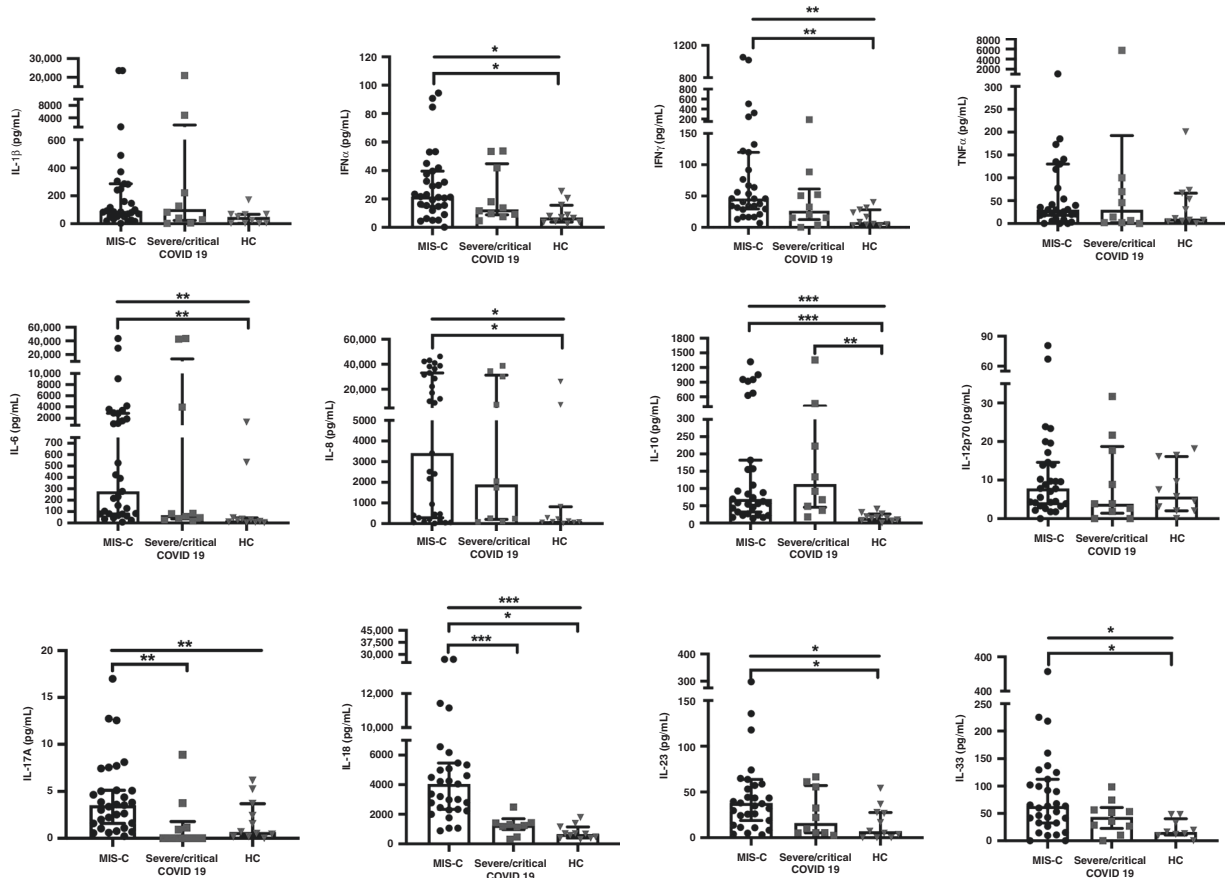 **
30,000
20,000
8000
4000
600
400
200
0
IL-1β (pg/mL)
MIS-C
Severe/critical
COVID 19
HC
*
*
120
100
80
60
40
20
0
IFNα (pg/mL)
MIS-C
Severe/critical
COVID 19
HC
**
1200
800
600
400
200
150
100
50
0
IFNγ (pg/mL)
MIS-C
Severe/critical
COVID 19
HC
8000
6000
4000
2000
300
250
200
150
100
50
0
TNFα (pg/mL)
MIS-C
Severe/critical
COVID 19
HC
**
**
60,000
40,000
20,000
10,000
8000
6000
4000
2000
700
600
500
400
300
200
100
0
IL-6 (pg/mL)
MIS-C
Severe/critical
COVID 19
HC
*
*
60,000
40,000
20,000
5000
4000
3000
2000
1000
0
IL-8 (pg/mL)
MIS-C
Severe/critical
COVID 19
HC
***
***
**
1800
1500
1200
900
600
300
300
250
200
150
100
50
0
IL-10 (pg/mL)
MIS-C
Severe/critical
COVID 19
HC
90
60
30
20
10
0
IL-12p70 (pg/mL)
MIS-C
Severe/critical
COVID 19
HC
**
**
20
15
10
5
0
IL-17A (pg/mL)
MIS-C
Severe/critical
COVID 19
HC
***
*
***
45,000
37,500
30,000
12,000
10,000
6000
4000
2000
0
IL-18 (pg/mL)
MIS-C
Severe/critical
COVID 19
HC
*
*
400
300
200
150
100
50
0
IL-23 (pg/mL)
MIS-C
Severe/critical
COVID 19
HC
*
*
400
400
250
200
150
100
50
0
IL-33 (pg/mL)
MIS-C
Severe/critical
COVID 19
HC